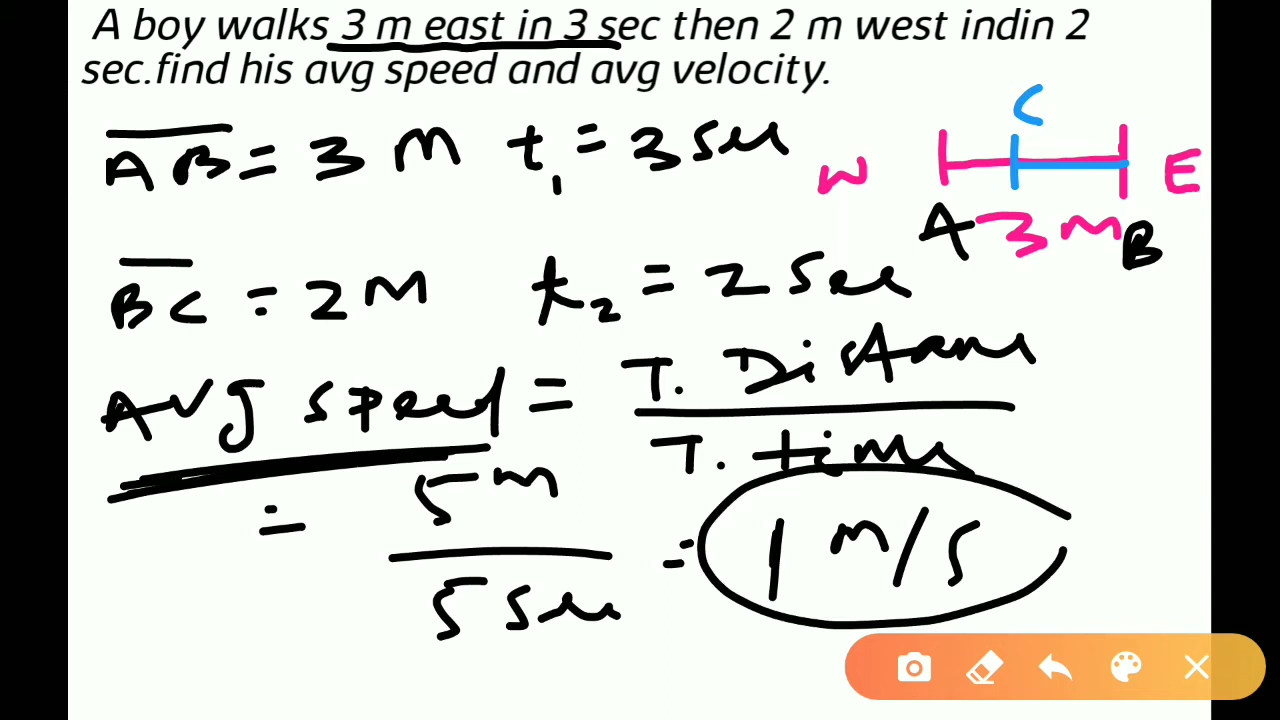 A boy walks 3 m east in 3 sec then 2 m west indin 2
sec.find his avg speed and avg velocity.
AB = 3 M t₁ = 3 Sec
C
W E
A 3 M B
BC = 2 M t₂ = 2 Sec
Avg speed = T. Distance
T. time
= 5 m
5 Sec
= 1 m/s